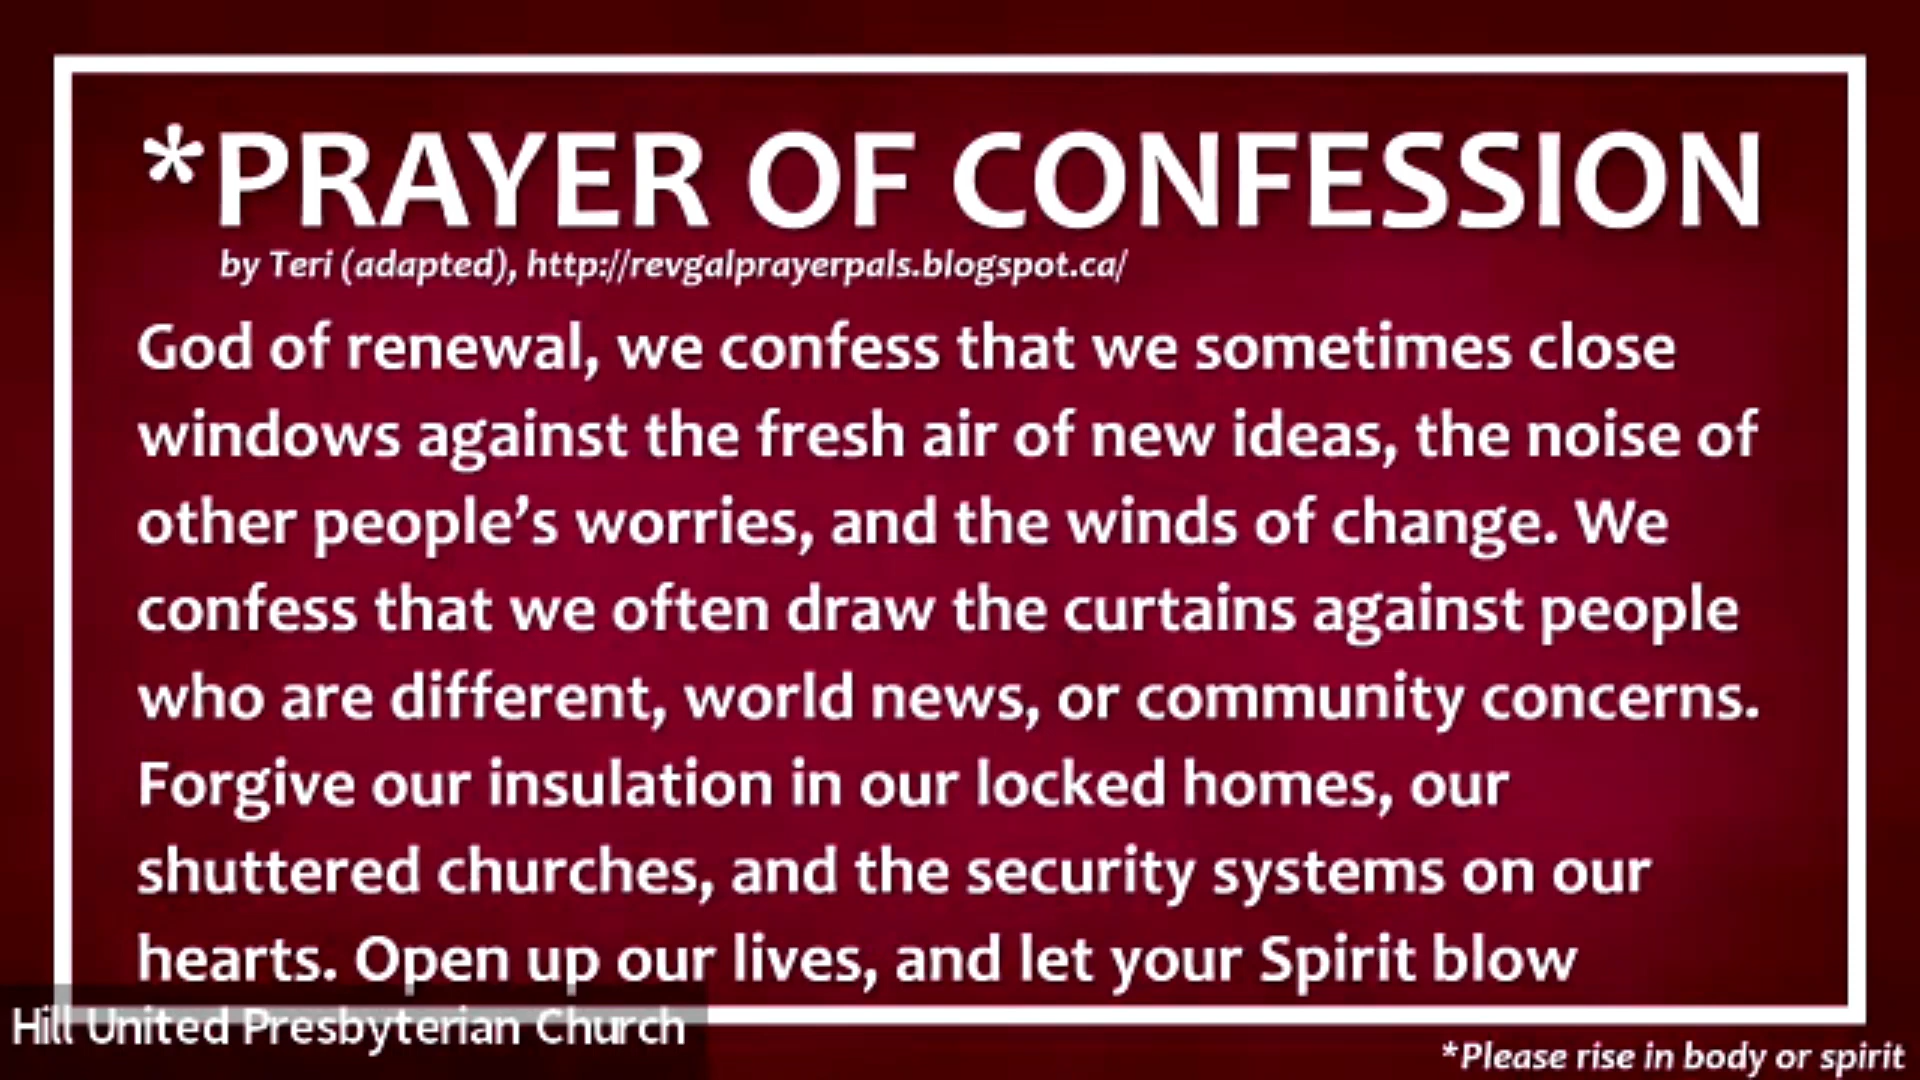 *PRAYER OF CONFESSION
by Teri (adapted), http://revgalprayerpals.blogspot.ca/
God of renewal, we confess that we sometimes close
windows against the fresh air of new ideas, the noise of
other people’s worries, and the winds of change. We
confess that we often draw the curtains against people
who are different, world news, or community concerns.
Forgive our insulation in our locked homes, our
shuttered churches, and the security systems on our
hearts. Open up our lives, and let your Spirit blow
Hill United Presbyterian Church
*Please rise in body or spirit